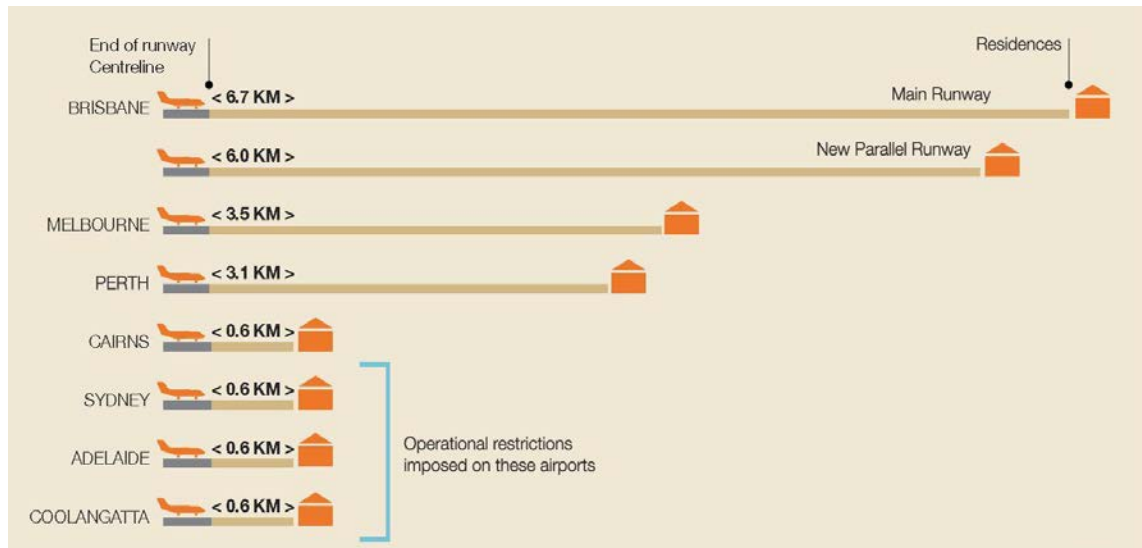 End of runway
Centreline
Residences
BRISBANE
< 6.7 KM >
Main Runway
< 6.0 KM >
New Parallel Runway
MELBOURNE
< 3.5 KM >
PERTH
< 3.1 KM >
CAIRNS
< 0.6 KM >
SYDNEY
< 0.6 KM >
Operational restrictions
imposed on these airports
ADELAIDE
< 0.6 KM >
COOLANGATTA
< 0.6 KM >